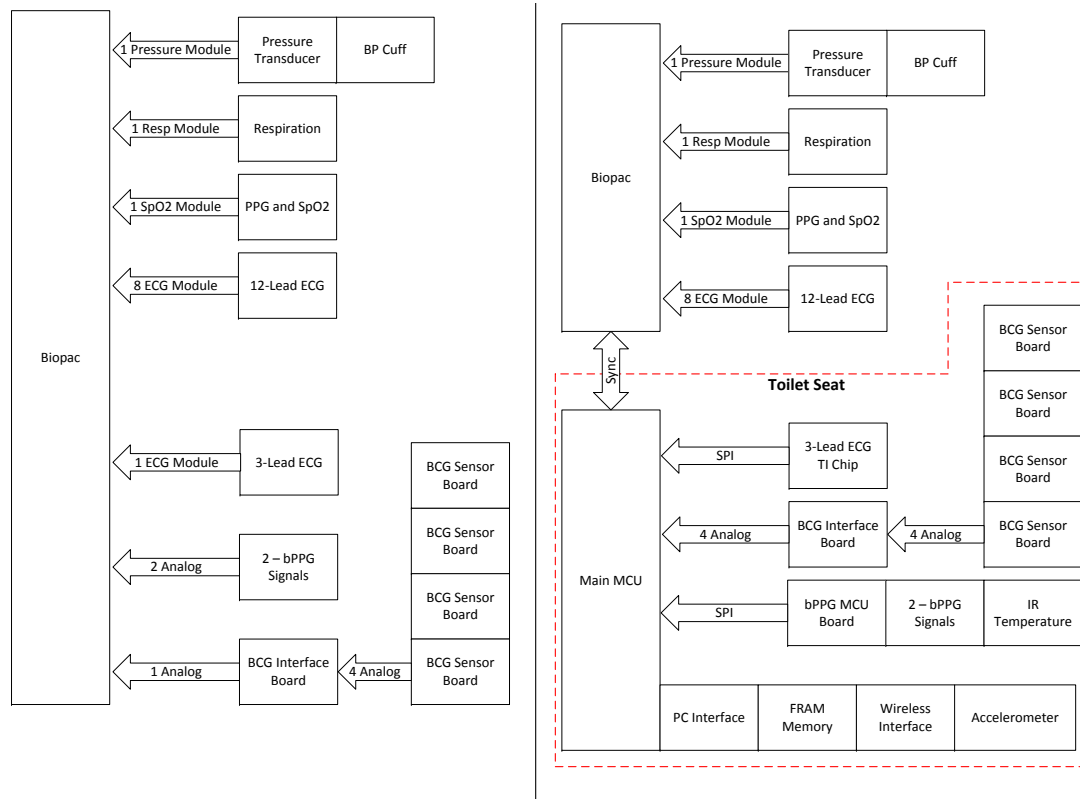 1 Pressure Module
Pressure
Transducer
BP Cuff
1 Resp Module
Respiration
1 SpO2 Module
PPG and SpO2
8 ECG Module
12-Lead ECG
Biopac
1 ECG Module
3-Lead ECG
BCG Sensor
Board
BCG Sensor
Board
2 Analog
2 – bPPG
Signals
BCG Sensor
Board
1 Analog
BCG Interface
Board
4 Analog
BCG Sensor
Board
1 Pressure Module
Pressure
Transducer
BP Cuff
1 Resp Module
Respiration
Biopac
1 SpO2 Module
PPG and SpO2
8 ECG Module
12-Lead ECG
Sync
Toilet Seat
BCG Sensor
Board
BCG Sensor
Board
SPI
3-Lead ECG
TI Chip
BCG Sensor
Board
4 Analog
BCG Interface
Board
4 Analog
BCG Sensor
Board
Main MCU
SPI
bPPG MCU
Board
2 – bPPG
Signals
IR
Temperature
PC Interface
FRAM
Memory
Wireless
Interface
Accelerometer